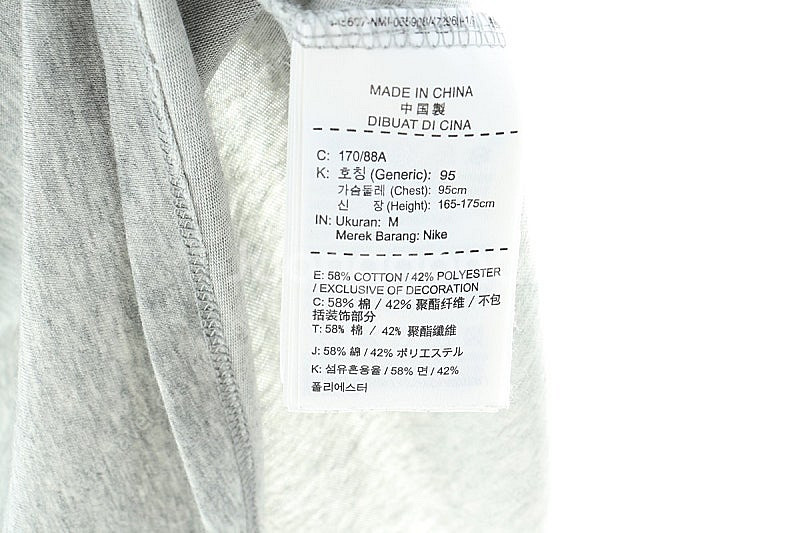 MADE IN CHINA
中国製
DIBUAT DI CINA
C: 170/88A
K: 호칭 (Generic): 95
가슴둘레 (Chest): 95cm
신 장 (Height): 165-175cm
IN: Ukuran: M
Merek Barang: Nike
E: 58% COTTON / 42% POLYESTER
/ EXCLUSIVE OF DECORATION
C: 58% 棉 / 42% 聚酯纤维 / 不包
括装饰部分
T: 58% 棉 / 42% 聚酯纖維
J: 58% 綿 / 42% ポリエステル
K: 섬유혼용율 / 58% 면 / 42%
폴리에스터